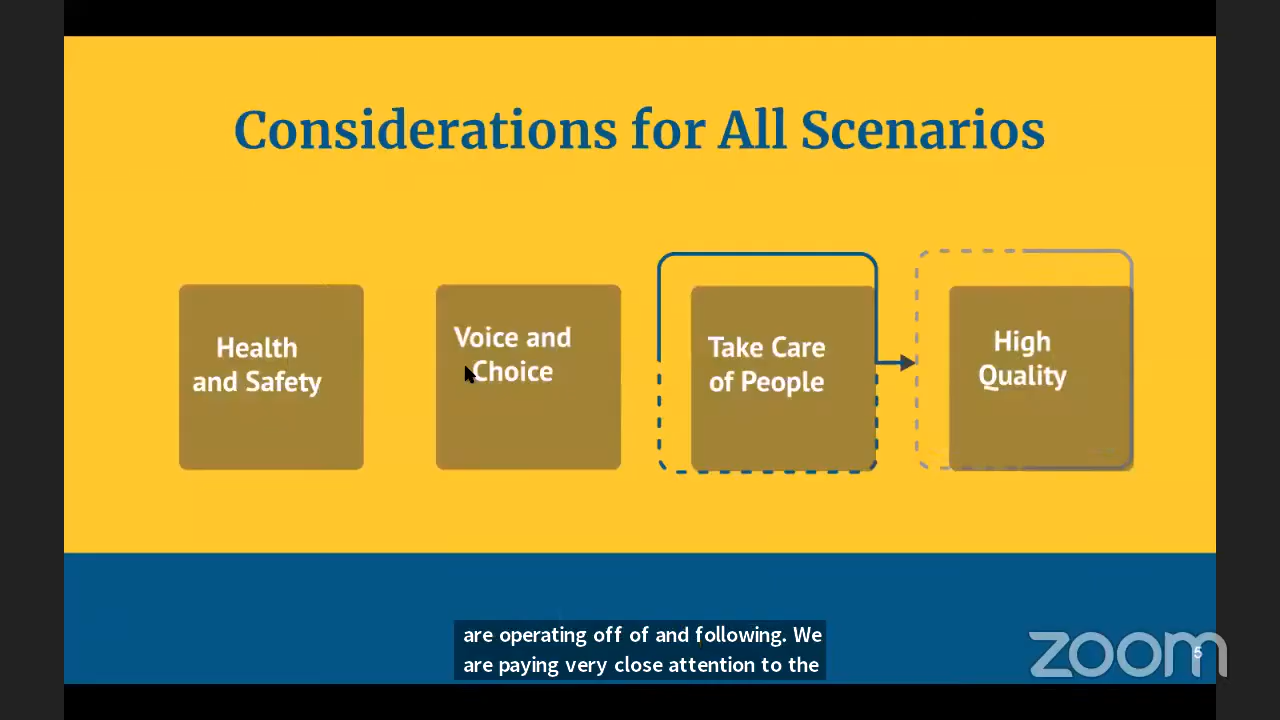 Considerations for All Scenarios
Health
and Safety
Voice and
Choice
Take Care
of People
High
Quality
are operating off of and following. We
are paying very close attention to the
zoom
5